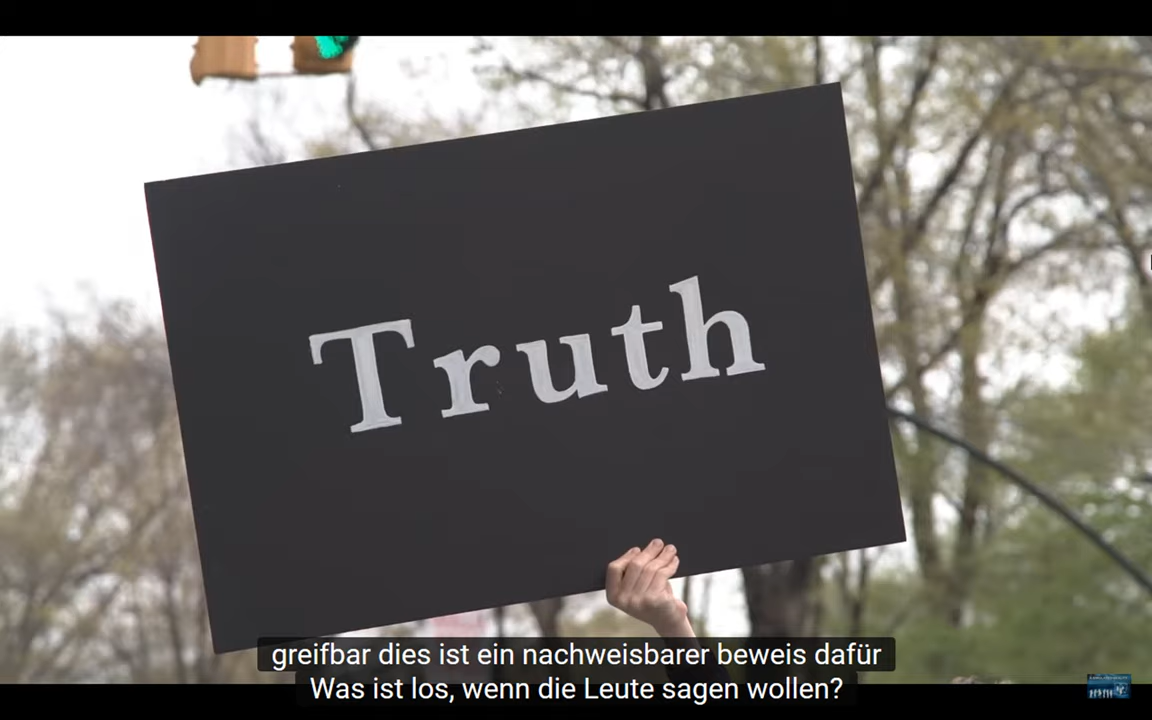 Truth
greifbar dies ist ein nachweisbarer beweis dafür
Was ist los, wenn die Leute sagen wollen?